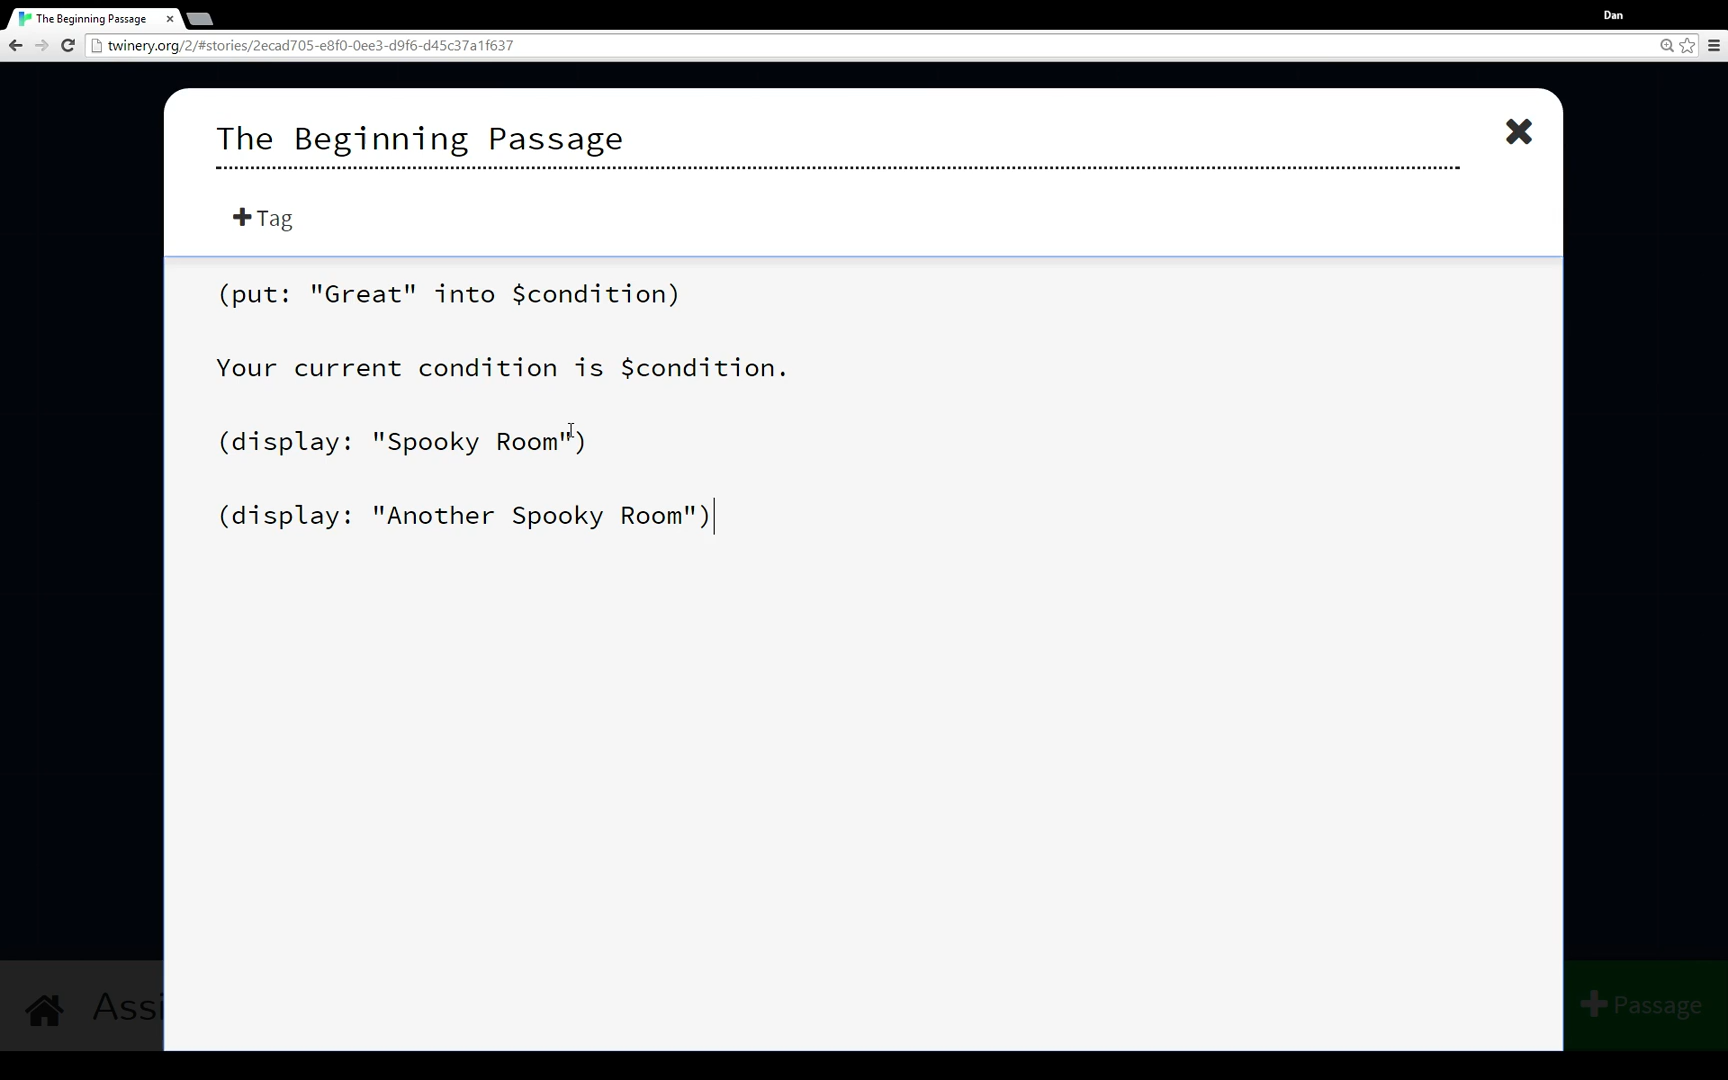 The Beginning Passage
Dan
twinery.org/2/#stories/2ecad705-e8f0-0ee3-d9f6-d45c37a1f637
The Beginning Passage
Tag
(put: "Great" into $condition)
Your current condition is $condition.
(display: "Spooky Room")
(display: "Another Spooky Room")
Assi
Passage